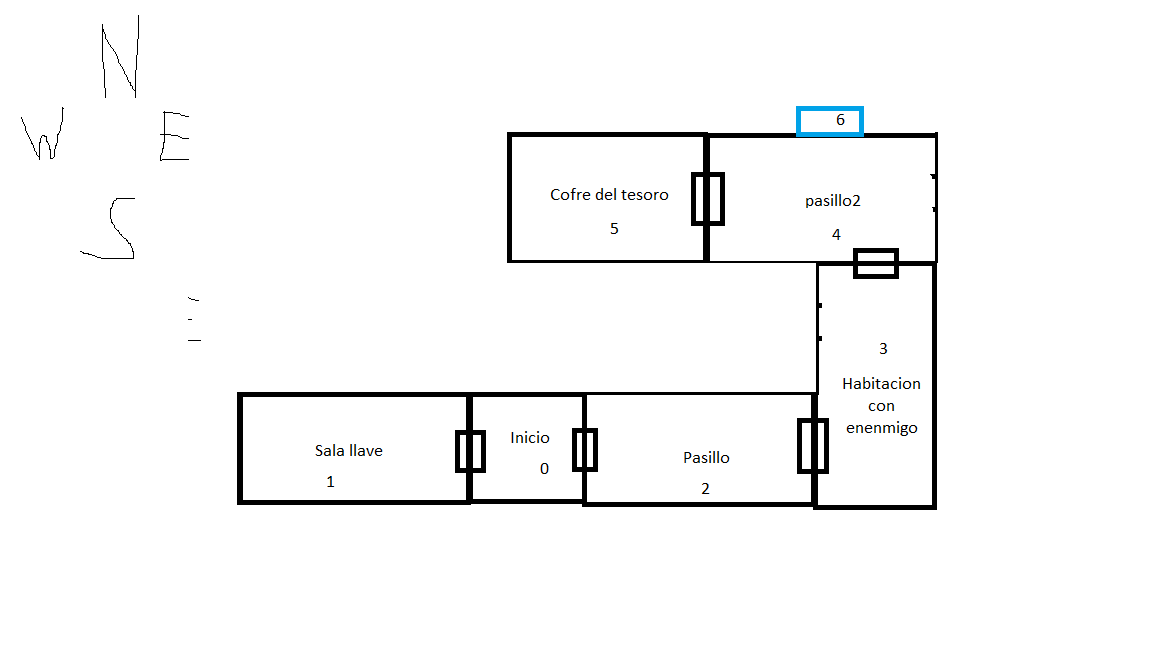 N
W
E
S
6
Cofre del tesoro
5
pasillo2
4
3
Habitacion
con
enenmigo
Inicio
0
Sala llave
1
Pasillo
2